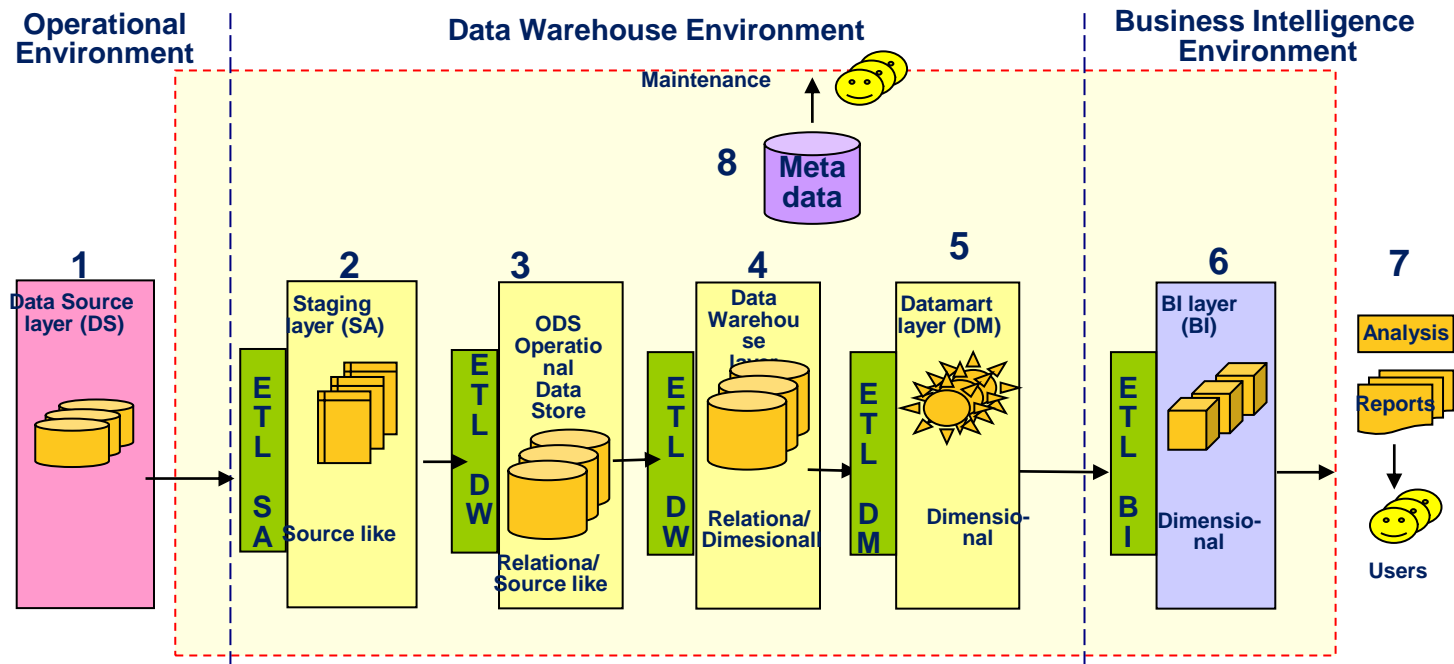 Operational
Environment
Data Warehouse Environment
Business Intelligence
Environment
Maintenance
8
Meta
data
1
Data Source
layer (DS)
E
T
L
S
A
2
Staging
layer (SA)
Source like
E
T
L
D
W
3
ODS
Operatio
nal
Data
Store
Relationa/
Source like
E
T
L
D
W
4
Data
Warehou
se
layer
Relationa/
Dimesionall
E
T
L
D
M
5
Datamart
layer (DM)
Dimensio-
nal
E
T
L
B
I
6
BI layer
(BI)
Dimensio-
nal
7
Analysis
Reports
Users